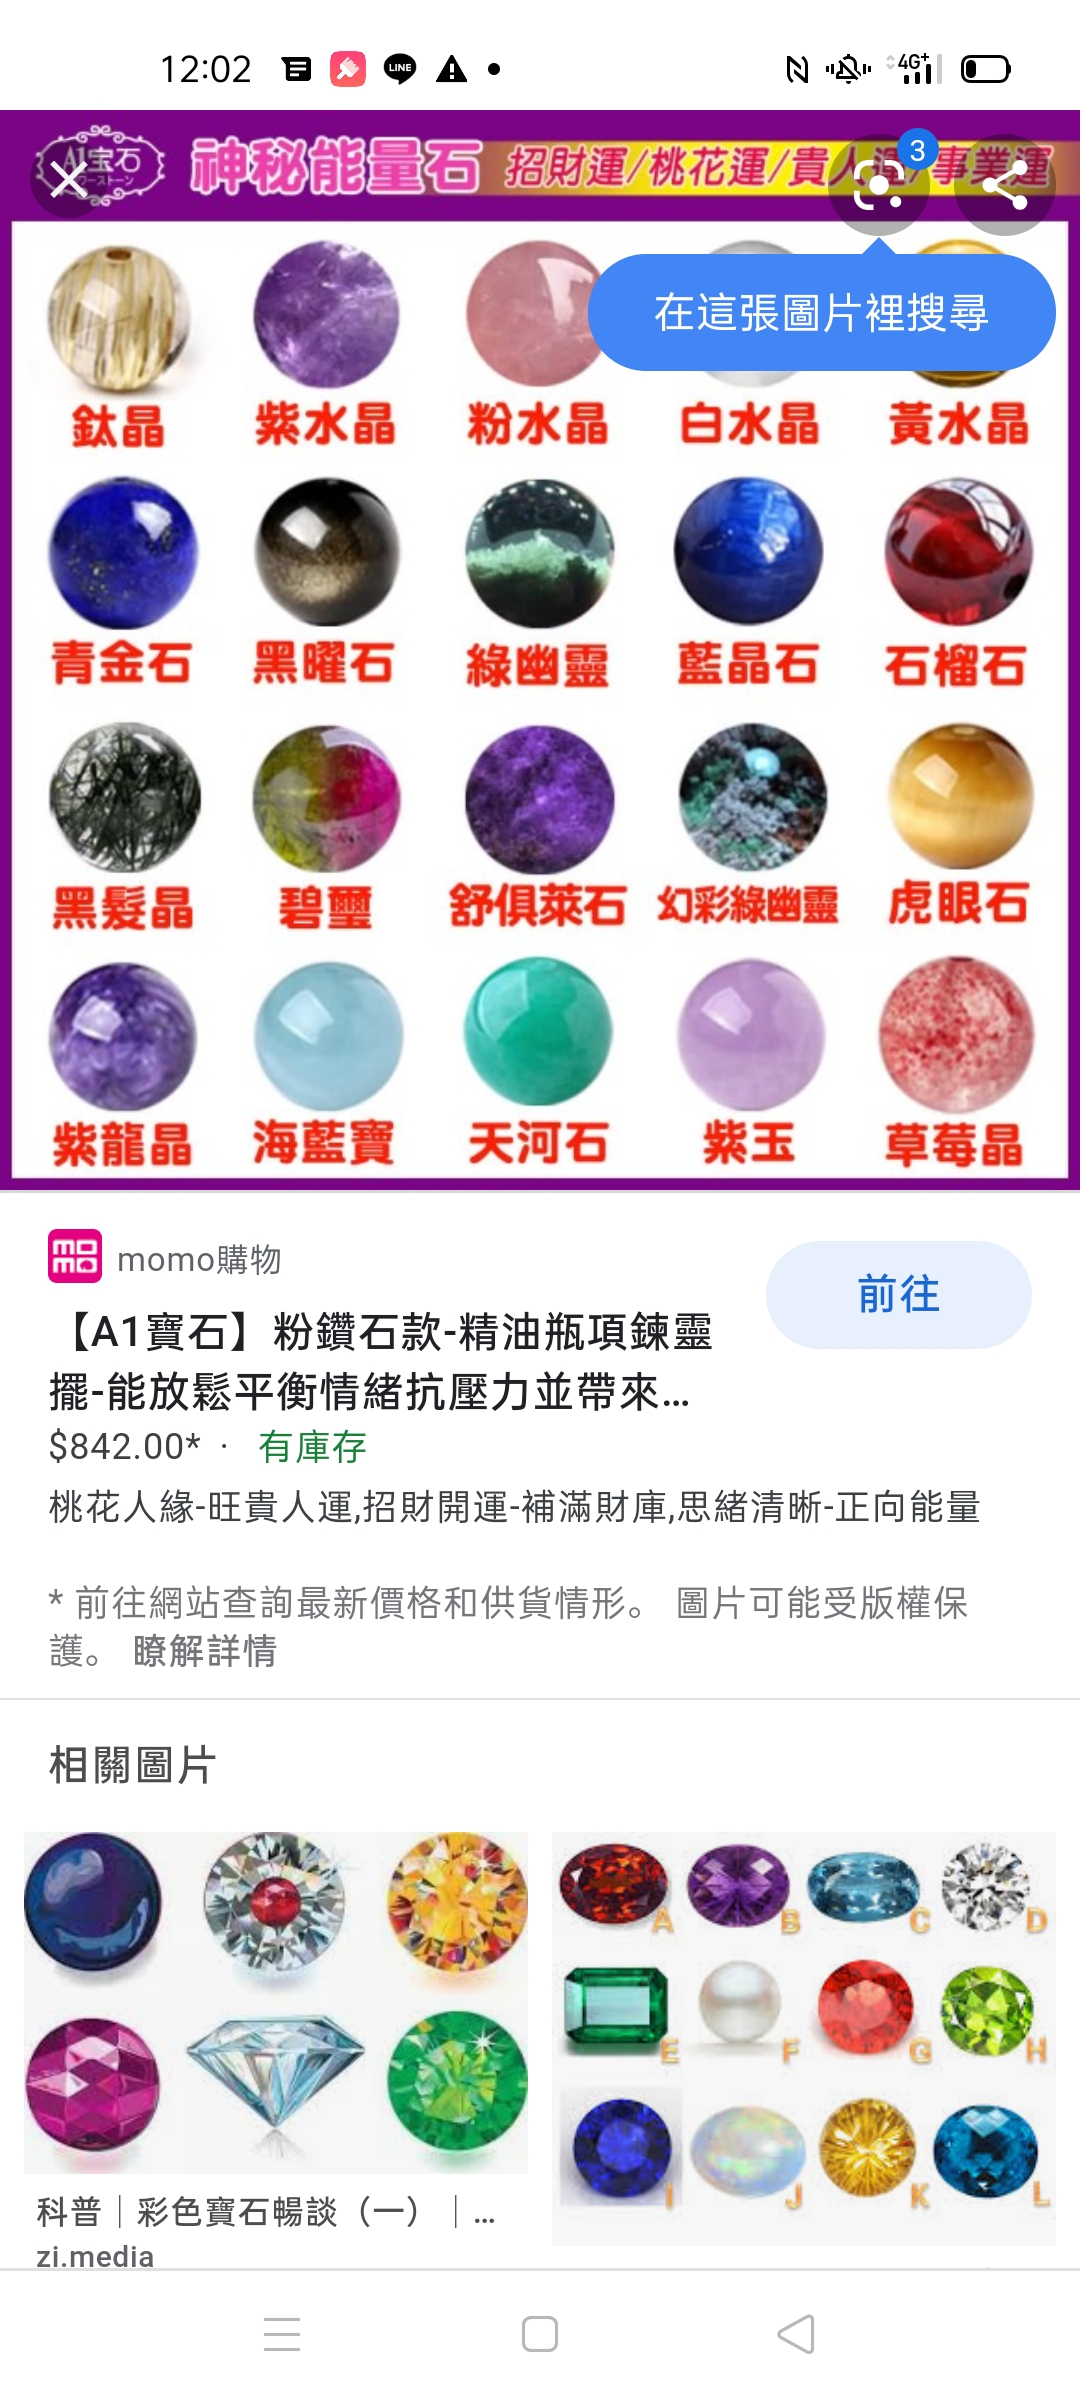 12:02
LINE
4G+
A1宝石 神秘能量石 招財運/桃花運/貴人運/事業運
3
在這張圖片裡搜尋
鈦晶 紫水晶 粉水晶 白水晶 黃水晶
青金石 黑曜石 綠幽靈 藍晶石 石榴石
黑髮晶 碧璽 舒俱萊石 幻彩綠幽靈 虎眼石
紫龍晶 海藍寶 天河石 紫玉 草莓晶
momo購物
前往
【A1寶石】粉鑽石款-精油瓶項鍊靈
擺-能放鬆平衡情緒抗壓力並帶來...
$842.00* · 有庫存
桃花人緣-旺貴人運,招財開運-補滿財庫,思緒清晰-正向能量
* 前往網站查詢最新價格和供貨情形。 圖片可能受版權保
護。 瞭解詳情
相關圖片
A B C D
E F G H
I J K L
科普｜彩色寶石暢談（一）｜...
zi.media